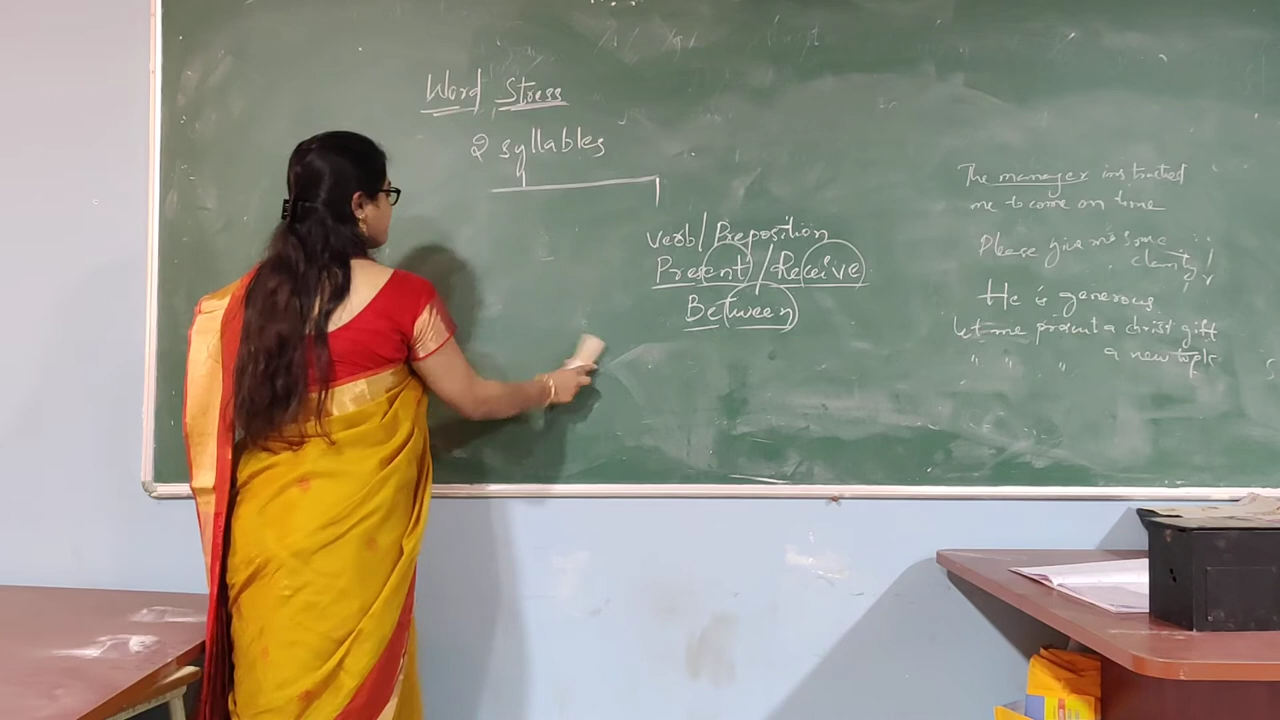 Word Stress
2 syllables
verb/Preposition
Present/Receive
Between
The manager instructed
me to come on time
Please give me some
clarity!
He is generous
let me present a christ gift
" " " a new topic